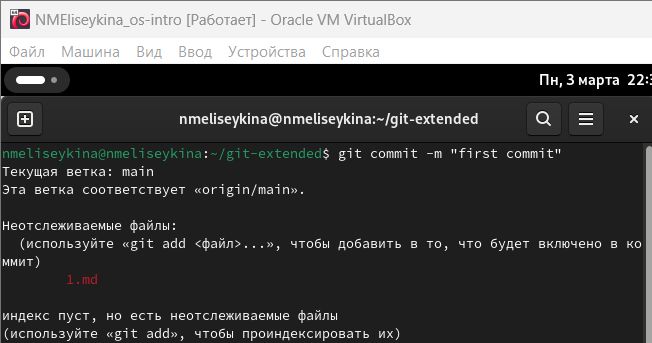 NMEliseykina_os-intro [Работает] - Oracle VM VirtualBox
Файл Машина Вид Ввод Устройства Справка
Пн, 3 марта 22:
nmeliseykina@nmeliseykina:~/git-extended
nmeliseykina@nmeliseykina:~/git-extended$ git commit -m "first commit"
Текущая ветка: main
Эта ветка соответствует «origin/main».
Неотслеживаемые файлы:
(используйте «git add <файл>...», чтобы добавить в то, что будет включено в ко
ммит)
1.md
индекс пуст, но есть неотслеживаемые файлы
(используйте «git add», чтобы проиндексировать их)